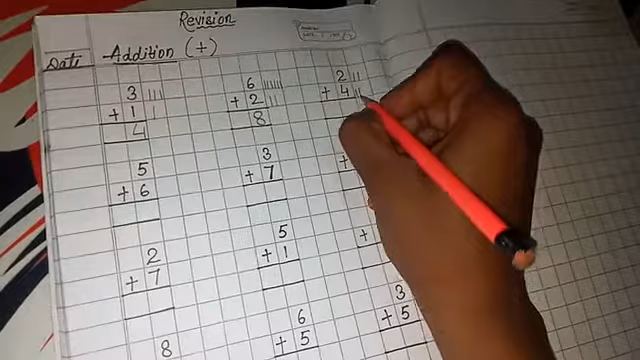 Revision
Date Addition (+)
3 6 2
+ 1 + 2 + 4
4 8
5 3
+ 6 + 7 +
2 5
+ 7 + 1 +
8 6 3
+ 5 + 5